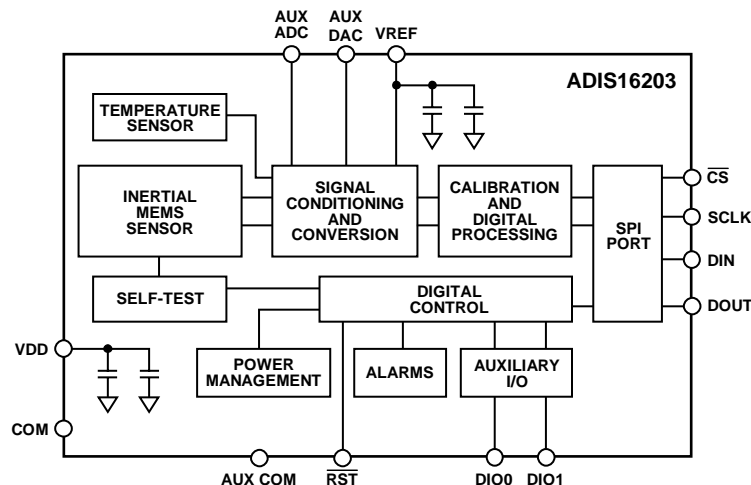 AUX
ADC
AUX
DAC
VREF
ADIS16203
TEMPERATURE
SENSOR
INERTIAL
MEMS
SENSOR
SIGNAL
CONDITIONING
AND
CONVERSION
CALIBRATION
AND
DIGITAL
PROCESSING
SPI
PORT
CS
SCLK
DIN
DOUT
SELF-TEST
DIGITAL
CONTROL
VDD
POWER
MANAGEMENT
ALARMS
AUXILIARY
I/O
COM
AUX COM
RST
DIO0
DIO1